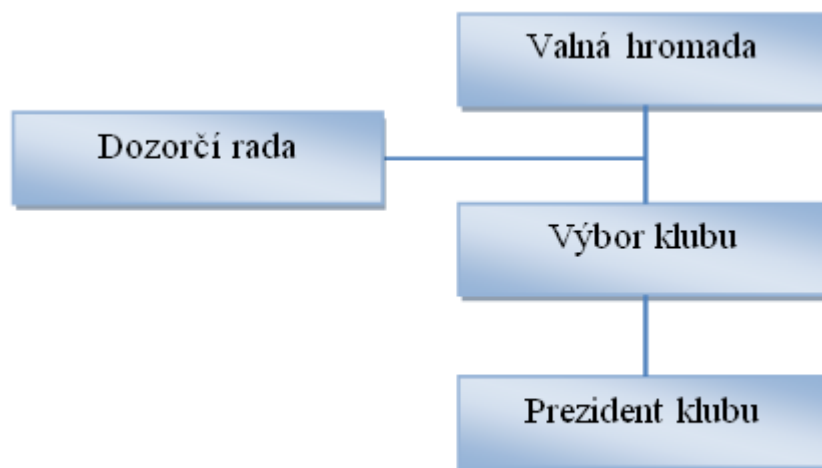 Valná hromada
Dozorčí rada
Výbor klubu
Prezident klubu